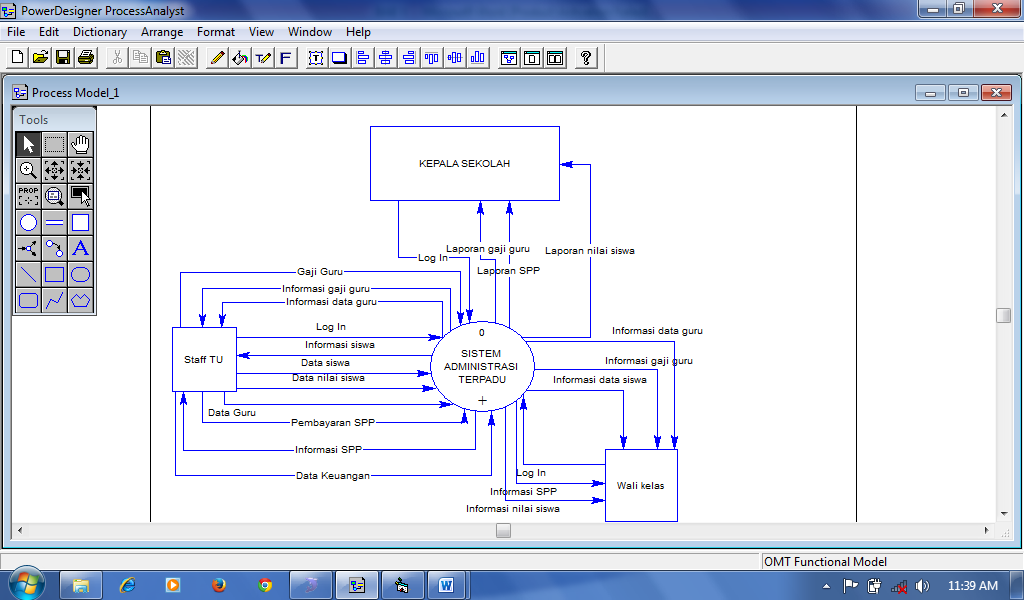 PowerDesigner ProcessAnalyst
File Edit Dictionary Arrange Format View Window Help
Process Model_1
Tools
PROP
KEPALA SEKOLAH
Laporan gaji guru
Laporan nilai siswa
Log In
Laporan SPP
Gaji Guru
Informasi gaji guru
Informasi data guru
Log In
Informasi siswa
Staff TU
Data siswa
Data nilai siswa
Data Guru
Pembayaran SPP
Informasi SPP
Data Keuangan
0
SISTEM
ADMINISTRASI
TERPADU
+
Informasi data guru
Informasi gaji guru
Informasi data siswa
Log In
Wali kelas
Informasi SPP
Informasi nilai siswa
OMT Functional Model
11:39 AM